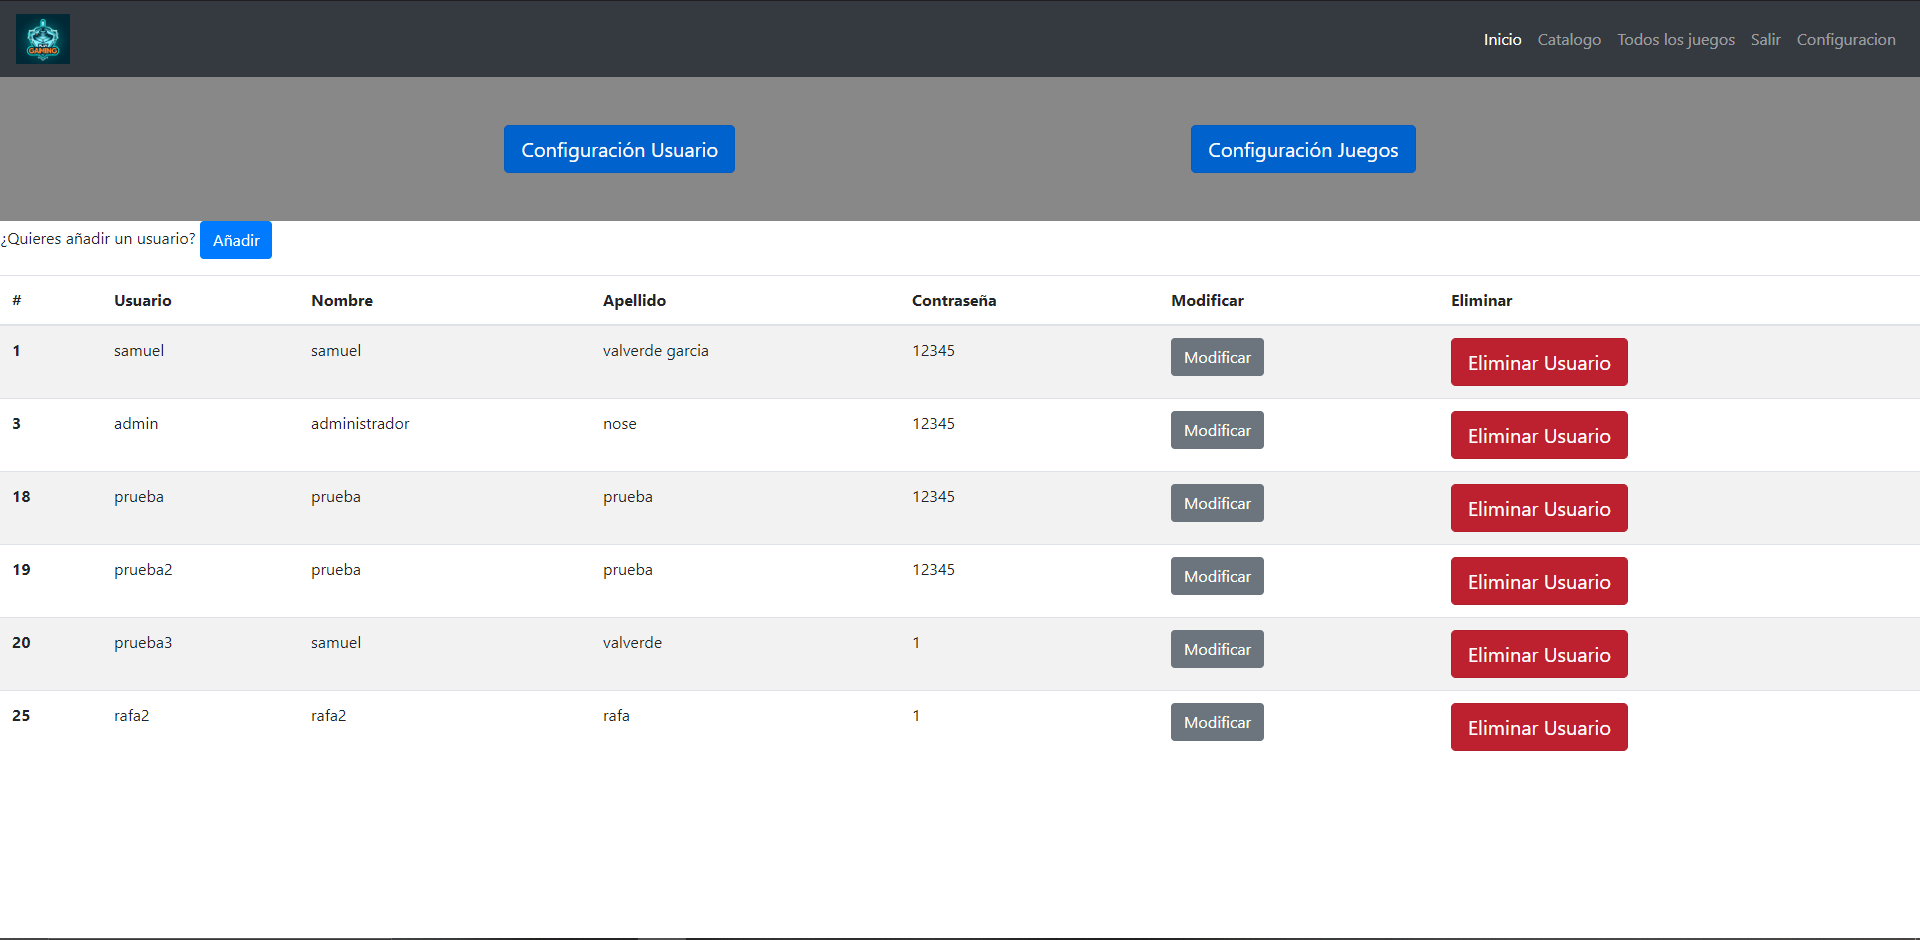 GAMING
Inicio Catalogo Todos los juegos Salir Configuracion
Configuración Usuario Configuración Juegos
¿Quieres añadir un usuario? Añadir
# Usuario Nombre Apellido Contraseña Modificar Eliminar
1 samuel samuel valverde garcia 12345 Modificar Eliminar Usuario
3 admin administrador nose 12345 Modificar Eliminar Usuario
18 prueba prueba prueba 12345 Modificar Eliminar Usuario
19 prueba2 prueba prueba 12345 Modificar Eliminar Usuario
20 prueba3 samuel valverde 1 Modificar Eliminar Usuario
25 rafa2 rafa2 rafa 1 Modificar Eliminar Usuario